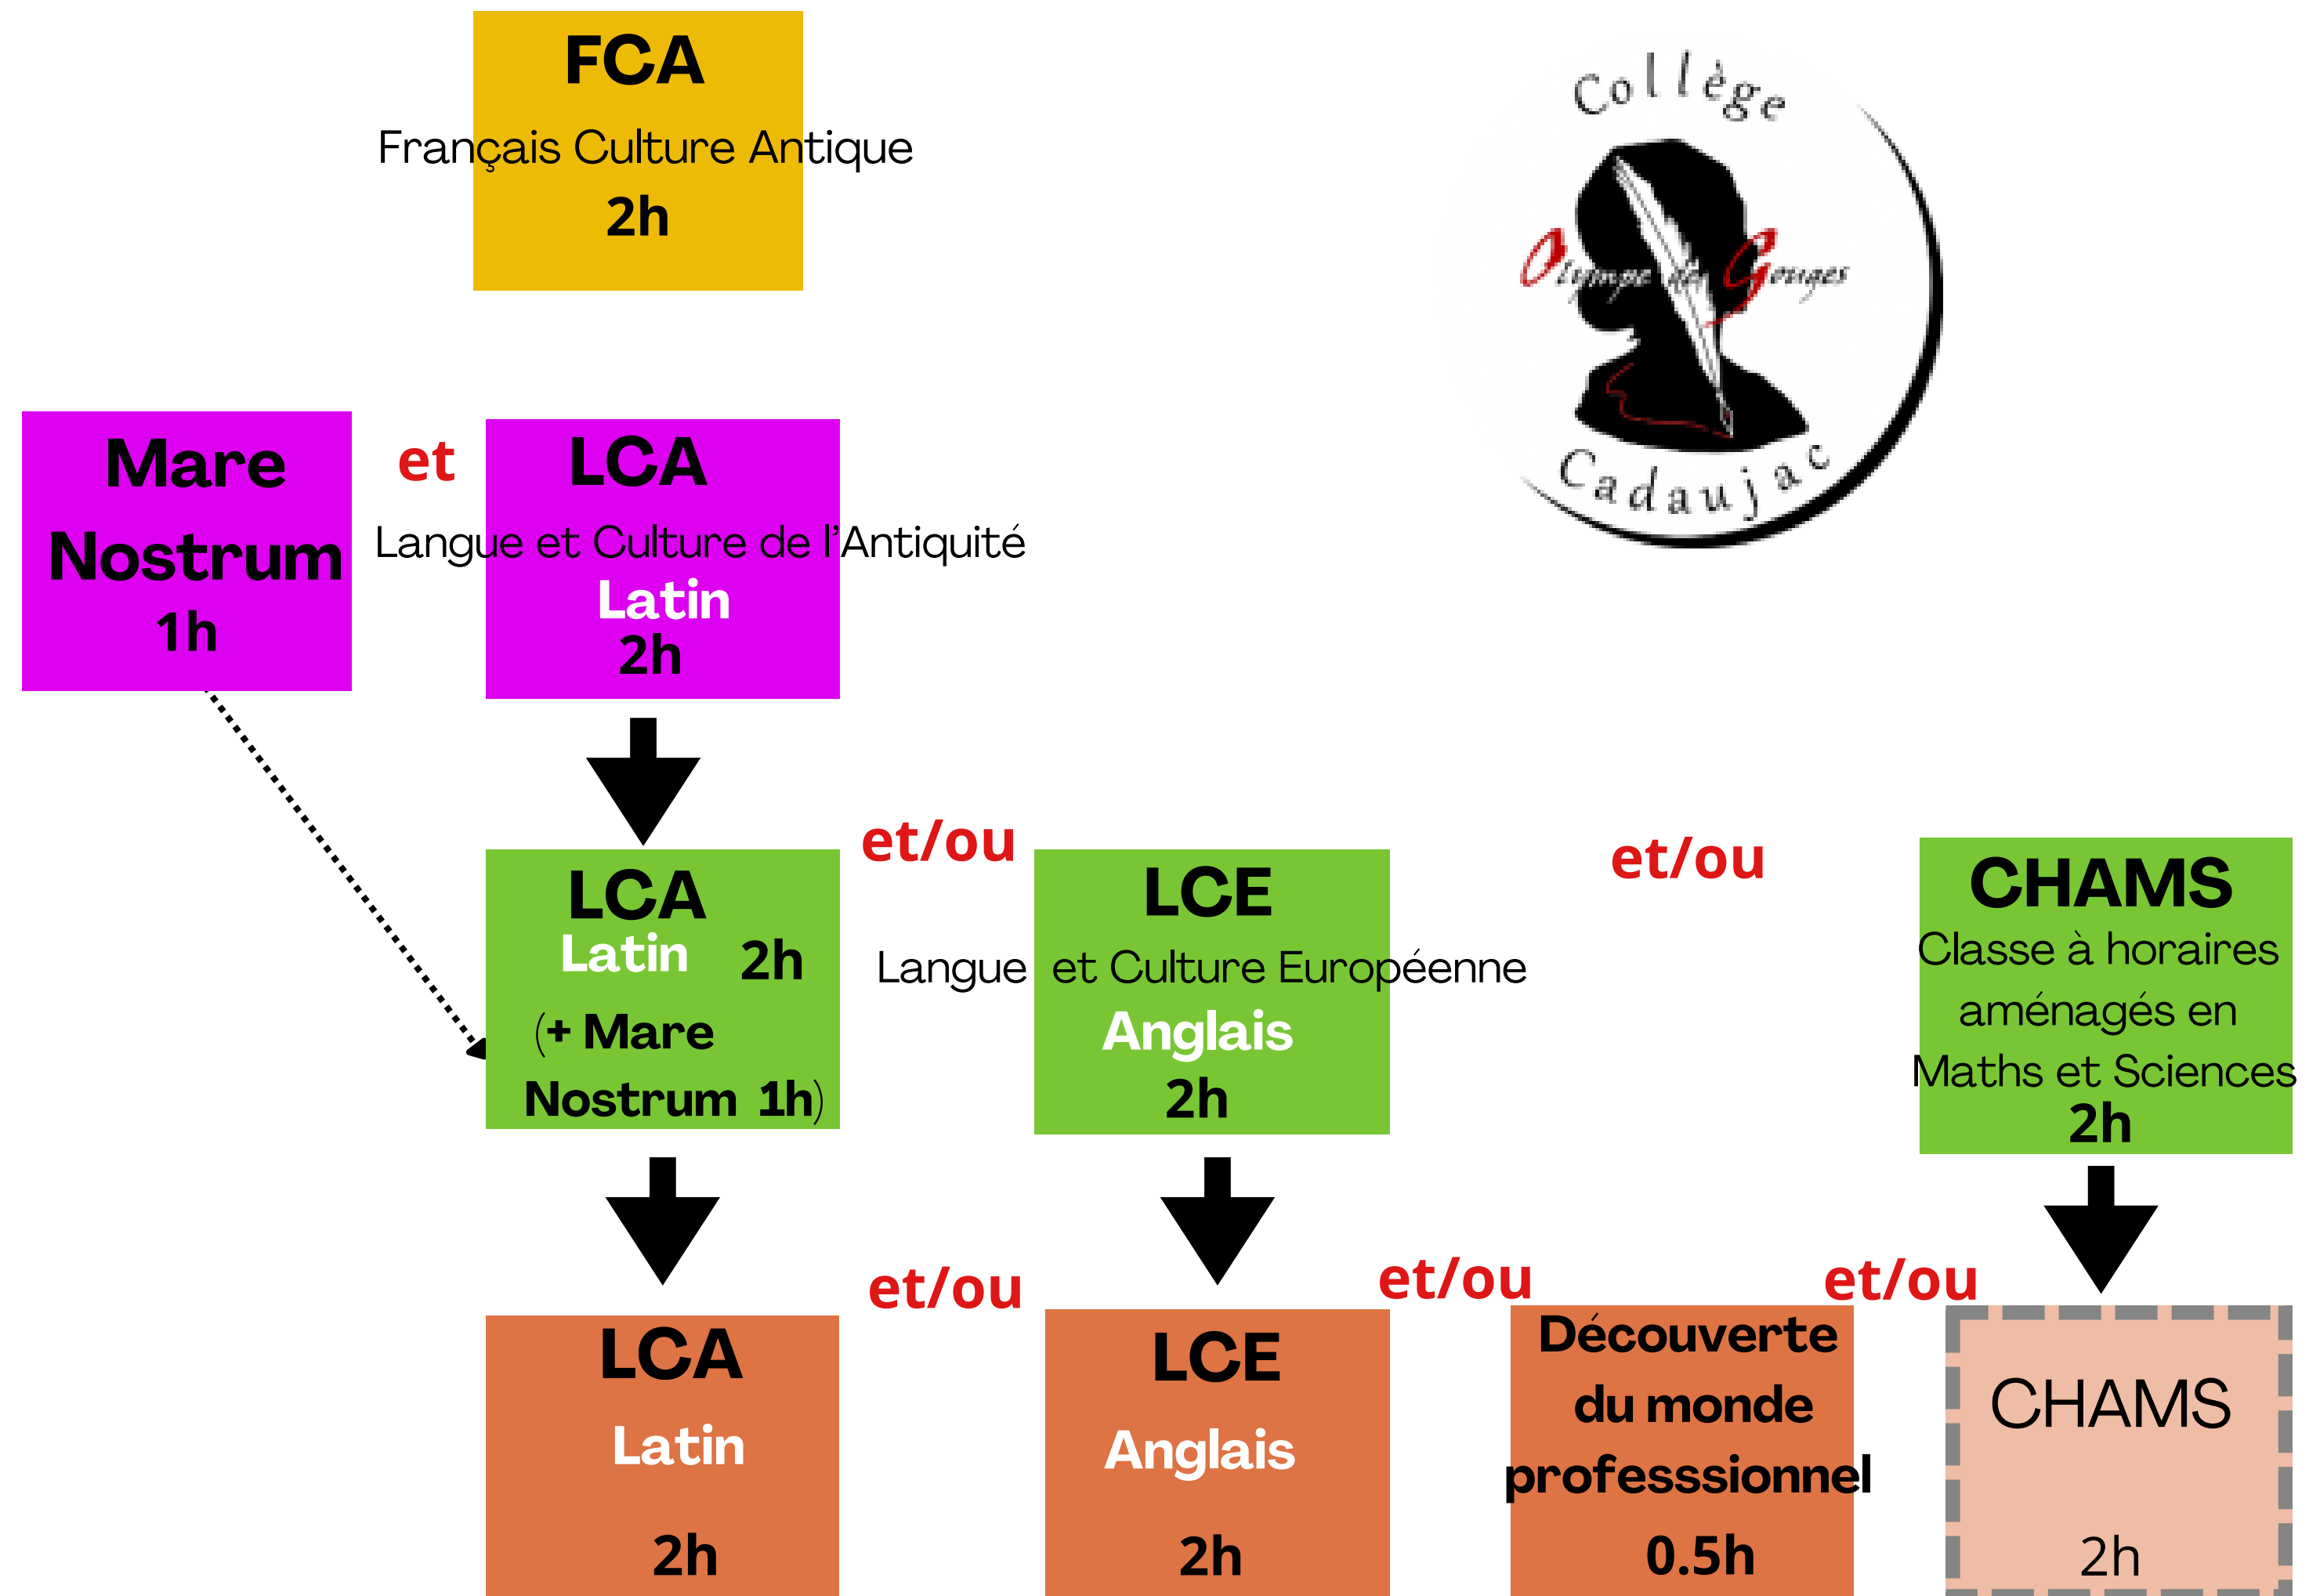 FCA
Français Culture Antique
2h
Collège
Olympe de Gouges
Cadaujac
Mare
Nostrum
1h
et
LCA
Langue et Culture de l'Antiquité
Latin
2h
et/ou
et/ou
LCA
Latin 2h
(+ Mare
Nostrum 1h)
LCE
Langue et Culture Européenne
Anglais
2h
CHAMS
Classe à horaires
aménagés en
Maths et Sciences
2h
et/ou
et/ou
et/ou
LCA
Latin
2h
LCE
Anglais
2h
Découverte
du monde
professsionnel
0.5h
CHAMS
2h